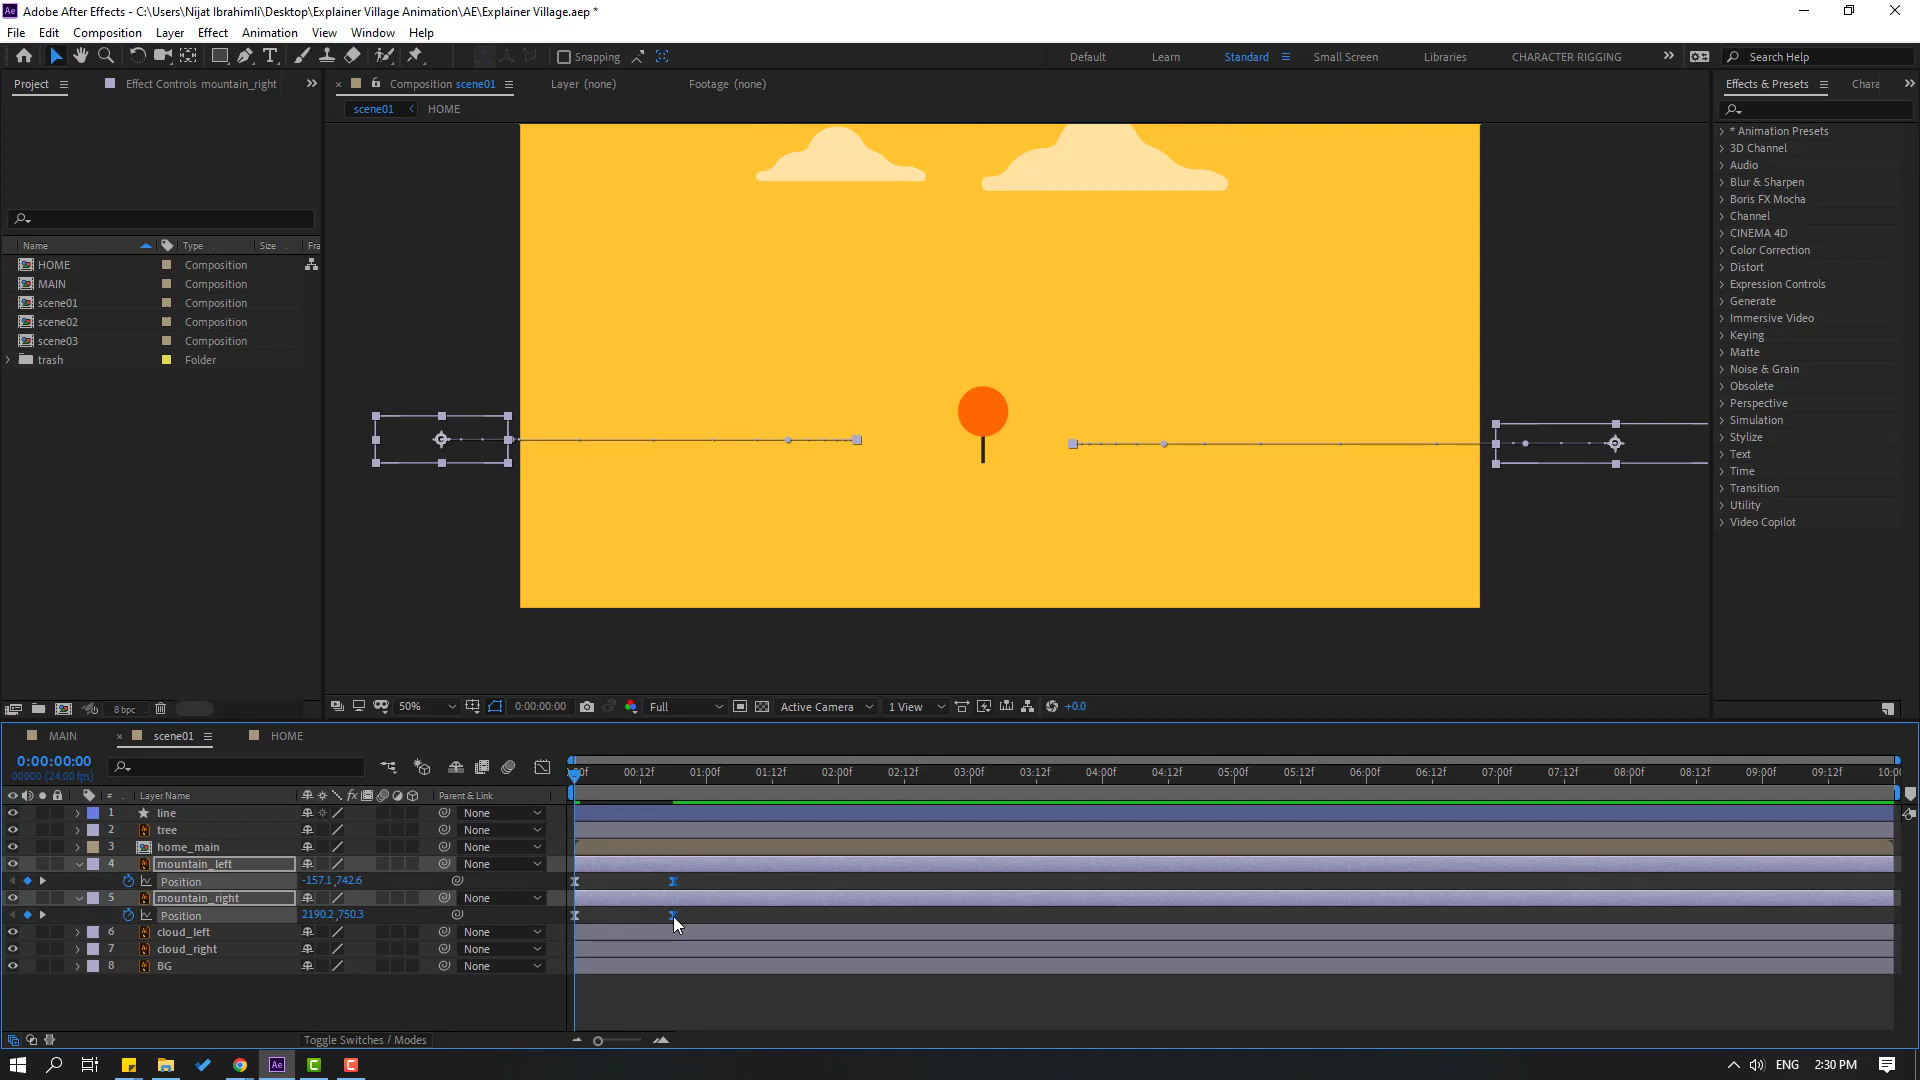 Adobe After Effects - C:\Users\Nijat Ibrahimli\Desktop\Explainer Village Animation\AE\Explainer Village.aep *
File Edit Composition Layer Effect Animation View Window Help
Snapping Default Learn Standard Small Screen Libraries CHARACTER RIGGING Search Help
Project Effect Controls mountain_right Composition scene01 Layer (none) Footage (none) Effects & Presets Chara
scene01 HOME
* Animation Presets
3D Channel
Audio
Blur & Sharpen
Boris FX Mocha
Channel
CINEMA 4D
Color Correction
Distort
Expression Controls
Generate
Immersive Video
Keying
Matte
Noise & Grain
Obsolete
Perspective
Simulation
Stylize
Text
Time
Transition
Utility
Video Copilot
Name Type Size Fra
HOME Composition
MAIN Composition
scene01 Composition
scene02 Composition
scene03 Composition
trash Folder
8 bpc 50% 0:00:00:00 Full Active Camera 1 View +0.0
MAIN scene01 HOME
0:00:00:00
00000 (24.00 fps)
:00f 00:12f 01:00f 01:12f 02:00f 02:12f 03:00f 03:12f 04:00f 04:12f 05:00f 05:12f 06:00f 06:12f 07:00f 07:12f 08:00f 08:12f 09:00f 09:12f 10:00
# Layer Name fx Parent & Link
1 line None
2 tree None
3 home_main None
4 mountain_left None
Position -157.1,742.6
5 mountain_right None
Position 2190.2,750.3
6 cloud_left None
7 cloud_right None
8 BG None
Toggle Switches / Modes
ENG 2:30 PM